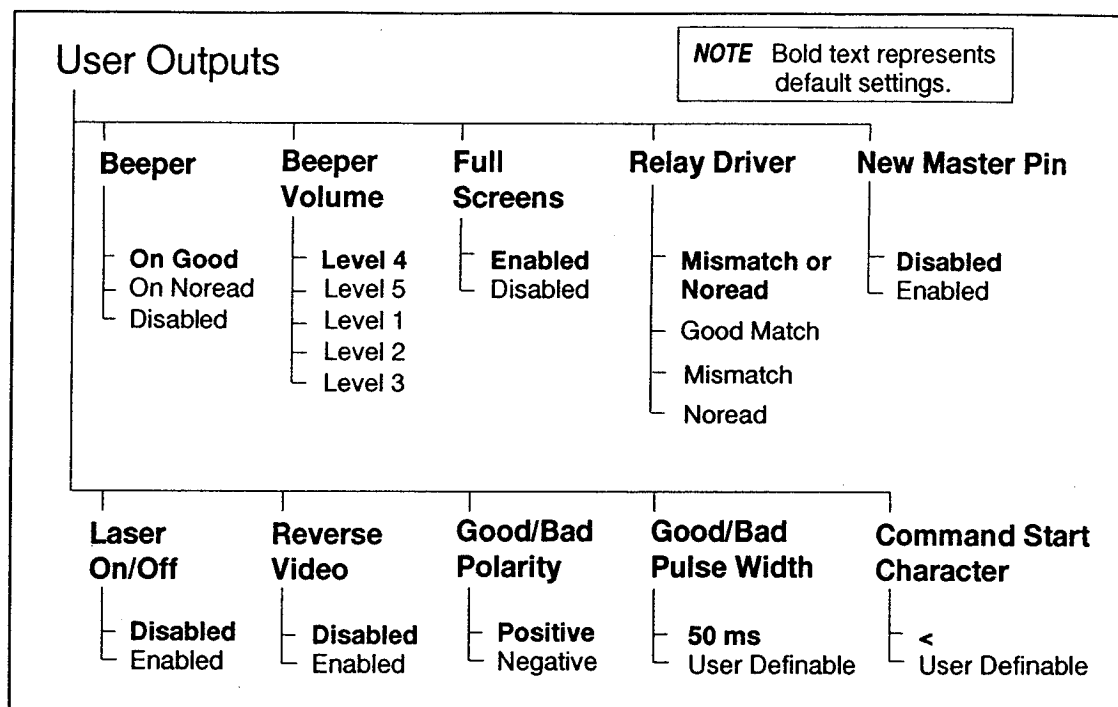 User Outputs
NOTE Bold text represents
default settings.
Beeper
On Good
On Noread
Disabled
Beeper
Volume
Level 4
Level 5
Level 1
Level 2
Level 3
Full
Screens
Enabled
Disabled
Relay Driver
Mismatch or
Noread
Good Match
Mismatch
Noread
New Master Pin
Disabled
Enabled
Laser
On/Off
Disabled
Enabled
Reverse
Video
Disabled
Enabled
Good/Bad
Polarity
Positive
Negative
Good/Bad
Pulse Width
50 ms
User Definable
Command Start
Character
<
User Definable